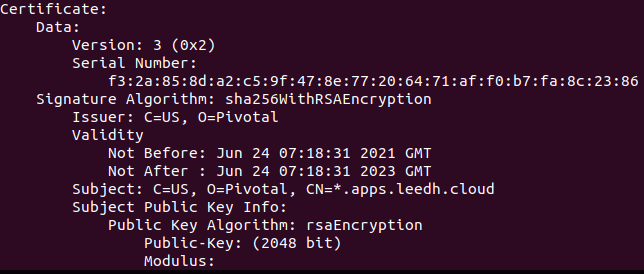 Certificate:
Data:
Version: 3 (0x2)
Serial Number:
f3:2a:85:8d:a2:c5:9f:47:8e:77:20:64:71:af:f0:b7:fa:8c:23:86
Signature Algorithm: sha256WithRSAEncryption
Issuer: C=US, O=Pivotal
Validity
Not Before: Jun 24 07:18:31 2021 GMT
Not After : Jun 24 07:18:31 2023 GMT
Subject: C=US, O=Pivotal, CN=*.apps.leedh.cloud
Subject Public Key Info:
Public Key Algorithm: rsaEncryption
Public-Key: (2048 bit)
Modulus: